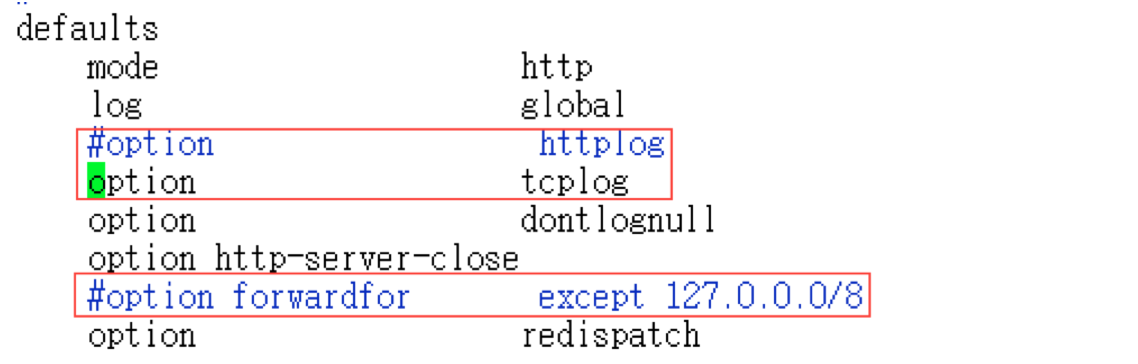 defaults
    mode                    http
    log                     global
    #option                  httplog
    option                  tcplog
    option                  dontlognull
    option http-server-close
    #option forwardfor       except 127.0.0.0/8
    option                  redispatch